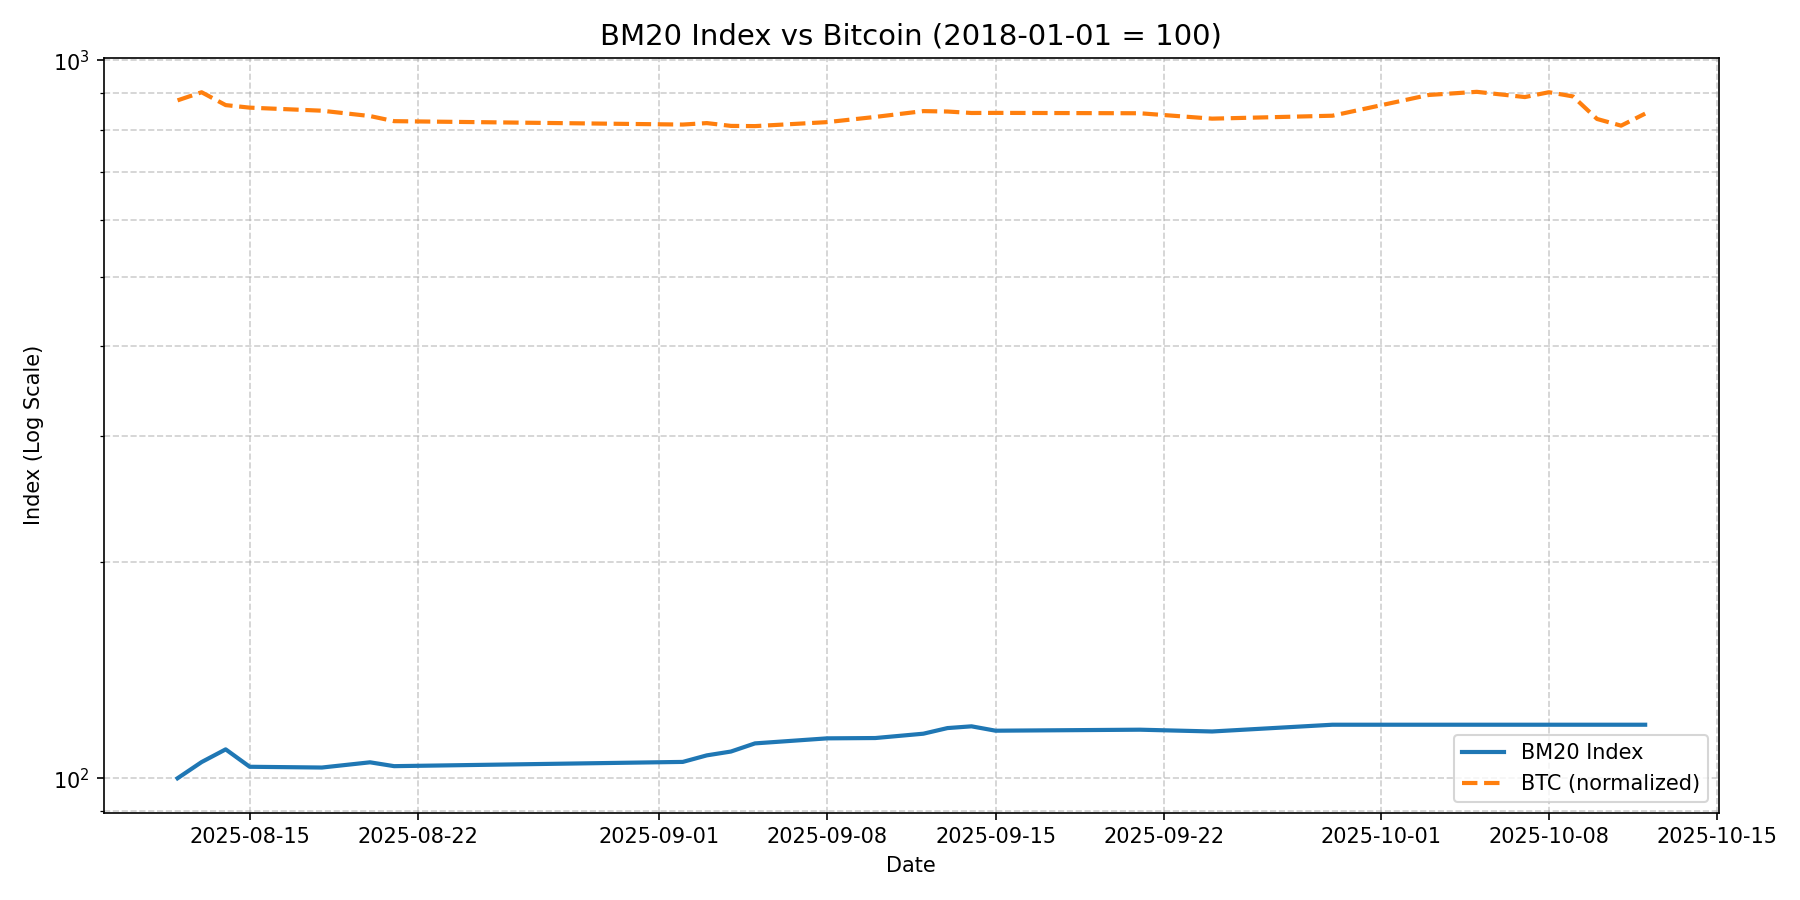 BM20 Index vs Bitcoin (2018-01-01 = 100)
10³
Index (Log Scale)
10²
BM20 Index
BTC (normalized)
2025-08-15 2025-08-22 2025-09-01 2025-09-08 2025-09-15 2025-09-22 2025-10-01 2025-10-08 2025-10-15
Date